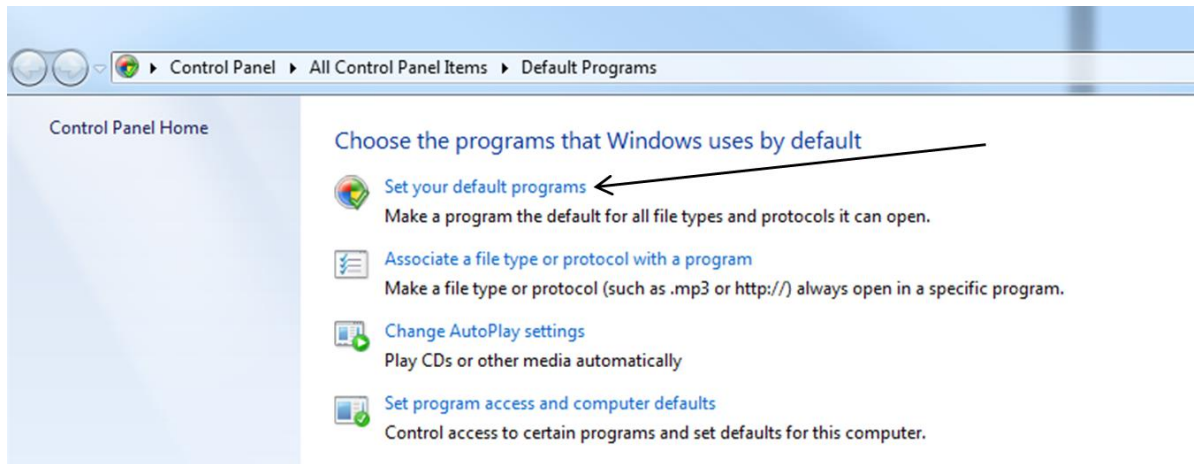 Control Panel ▸ All Control Panel Items ▸ Default Programs
Control Panel Home
Choose the programs that Windows uses by default
Set your default programs
Make a program the default for all file types and protocols it can open.
Associate a file type or protocol with a program
Make a file type or protocol (such as .mp3 or http://) always open in a specific program.
Change AutoPlay settings
Play CDs or other media automatically
Set program access and computer defaults
Control access to certain programs and set defaults for this computer.